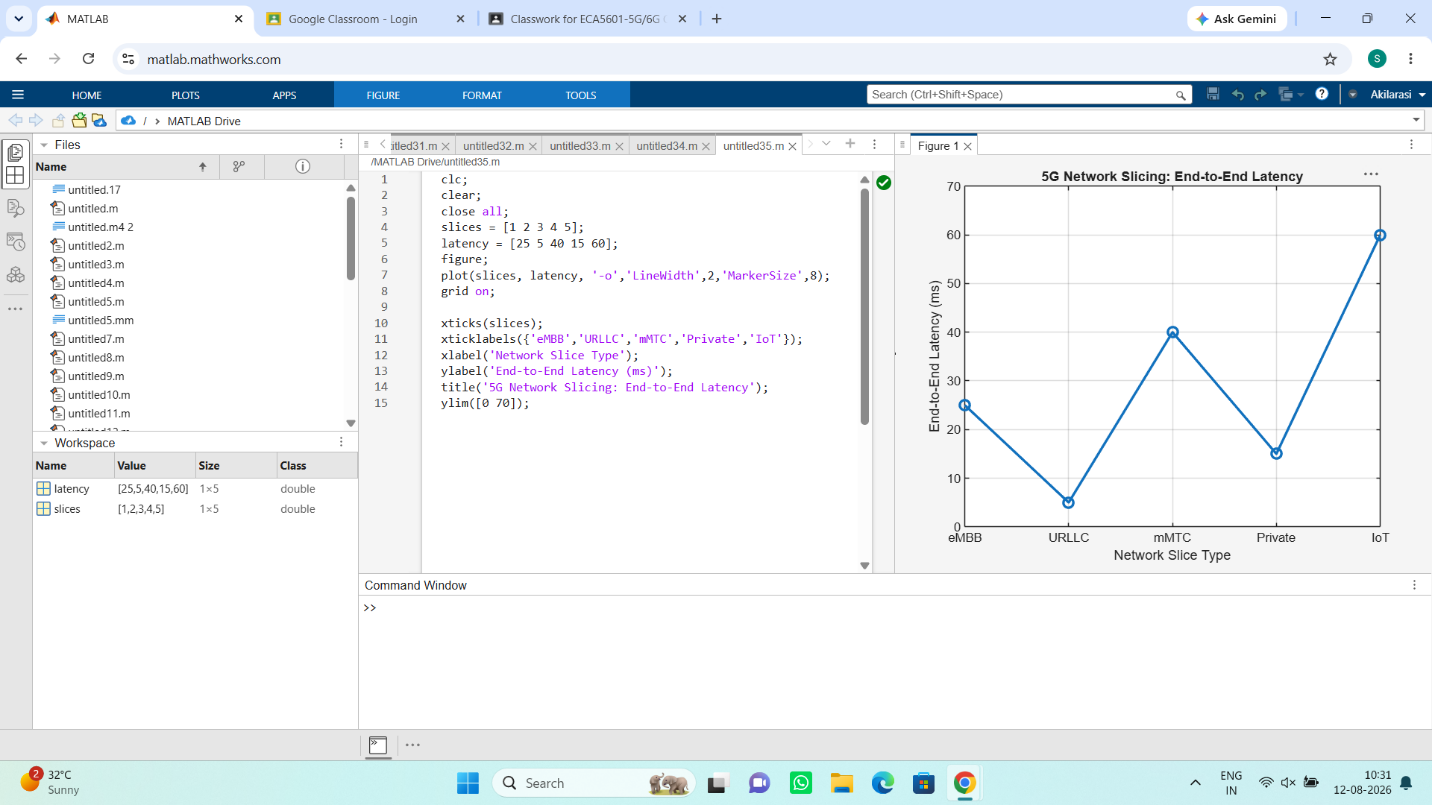 MATLAB
Google Classroom - Login
Classwork for ECA5601-5G/6G
Ask Gemini
matlab.mathworks.com
S
HOME
PLOTS
APPS
FIGURE
FORMAT
TOOLS
Search (Ctrl+Shift+Space)
Akilarasi
/ > MATLAB Drive
Files
Name
untitled.17
untitled.m
untitled.m4 2
untitled2.m
untitled3.m
untitled4.m
untitled5.m
untitled5.mm
untitled7.m
untitled8.m
untitled9.m
untitled10.m
untitled11.m
Workspace
Name Value Size Class
latency [25,5,40,15,60] 1×5 double
slices [1,2,3,4,5] 1×5 double
itled31.m
untitled32.m
untitled33.m
untitled34.m
untitled35.m
/MATLAB Drive/untitled35.m
1 clc;
2 clear;
3 close all;
4 slices = [1 2 3 4 5];
5 latency = [25 5 40 15 60];
6 figure;
7 plot(slices, latency, '-o','LineWidth',2,'MarkerSize',8);
8 grid on;
9
10 xticks(slices);
11 xticklabels({'eMBB','URLLC','mMTC','Private','IoT'});
12 xlabel('Network Slice Type');
13 ylabel('End-to-End Latency (ms)');
14 title('5G Network Slicing: End-to-End Latency');
15 ylim([0 70]);
Figure 1
5G Network Slicing: End-to-End Latency
End-to-End Latency (ms)
70
60
50
40
30
20
10
0
eMBB URLLC mMTC Private IoT
Network Slice Type
Command Window
>>
2
32°C
Sunny
Search
ENG
IN
10:31
12-08-2026